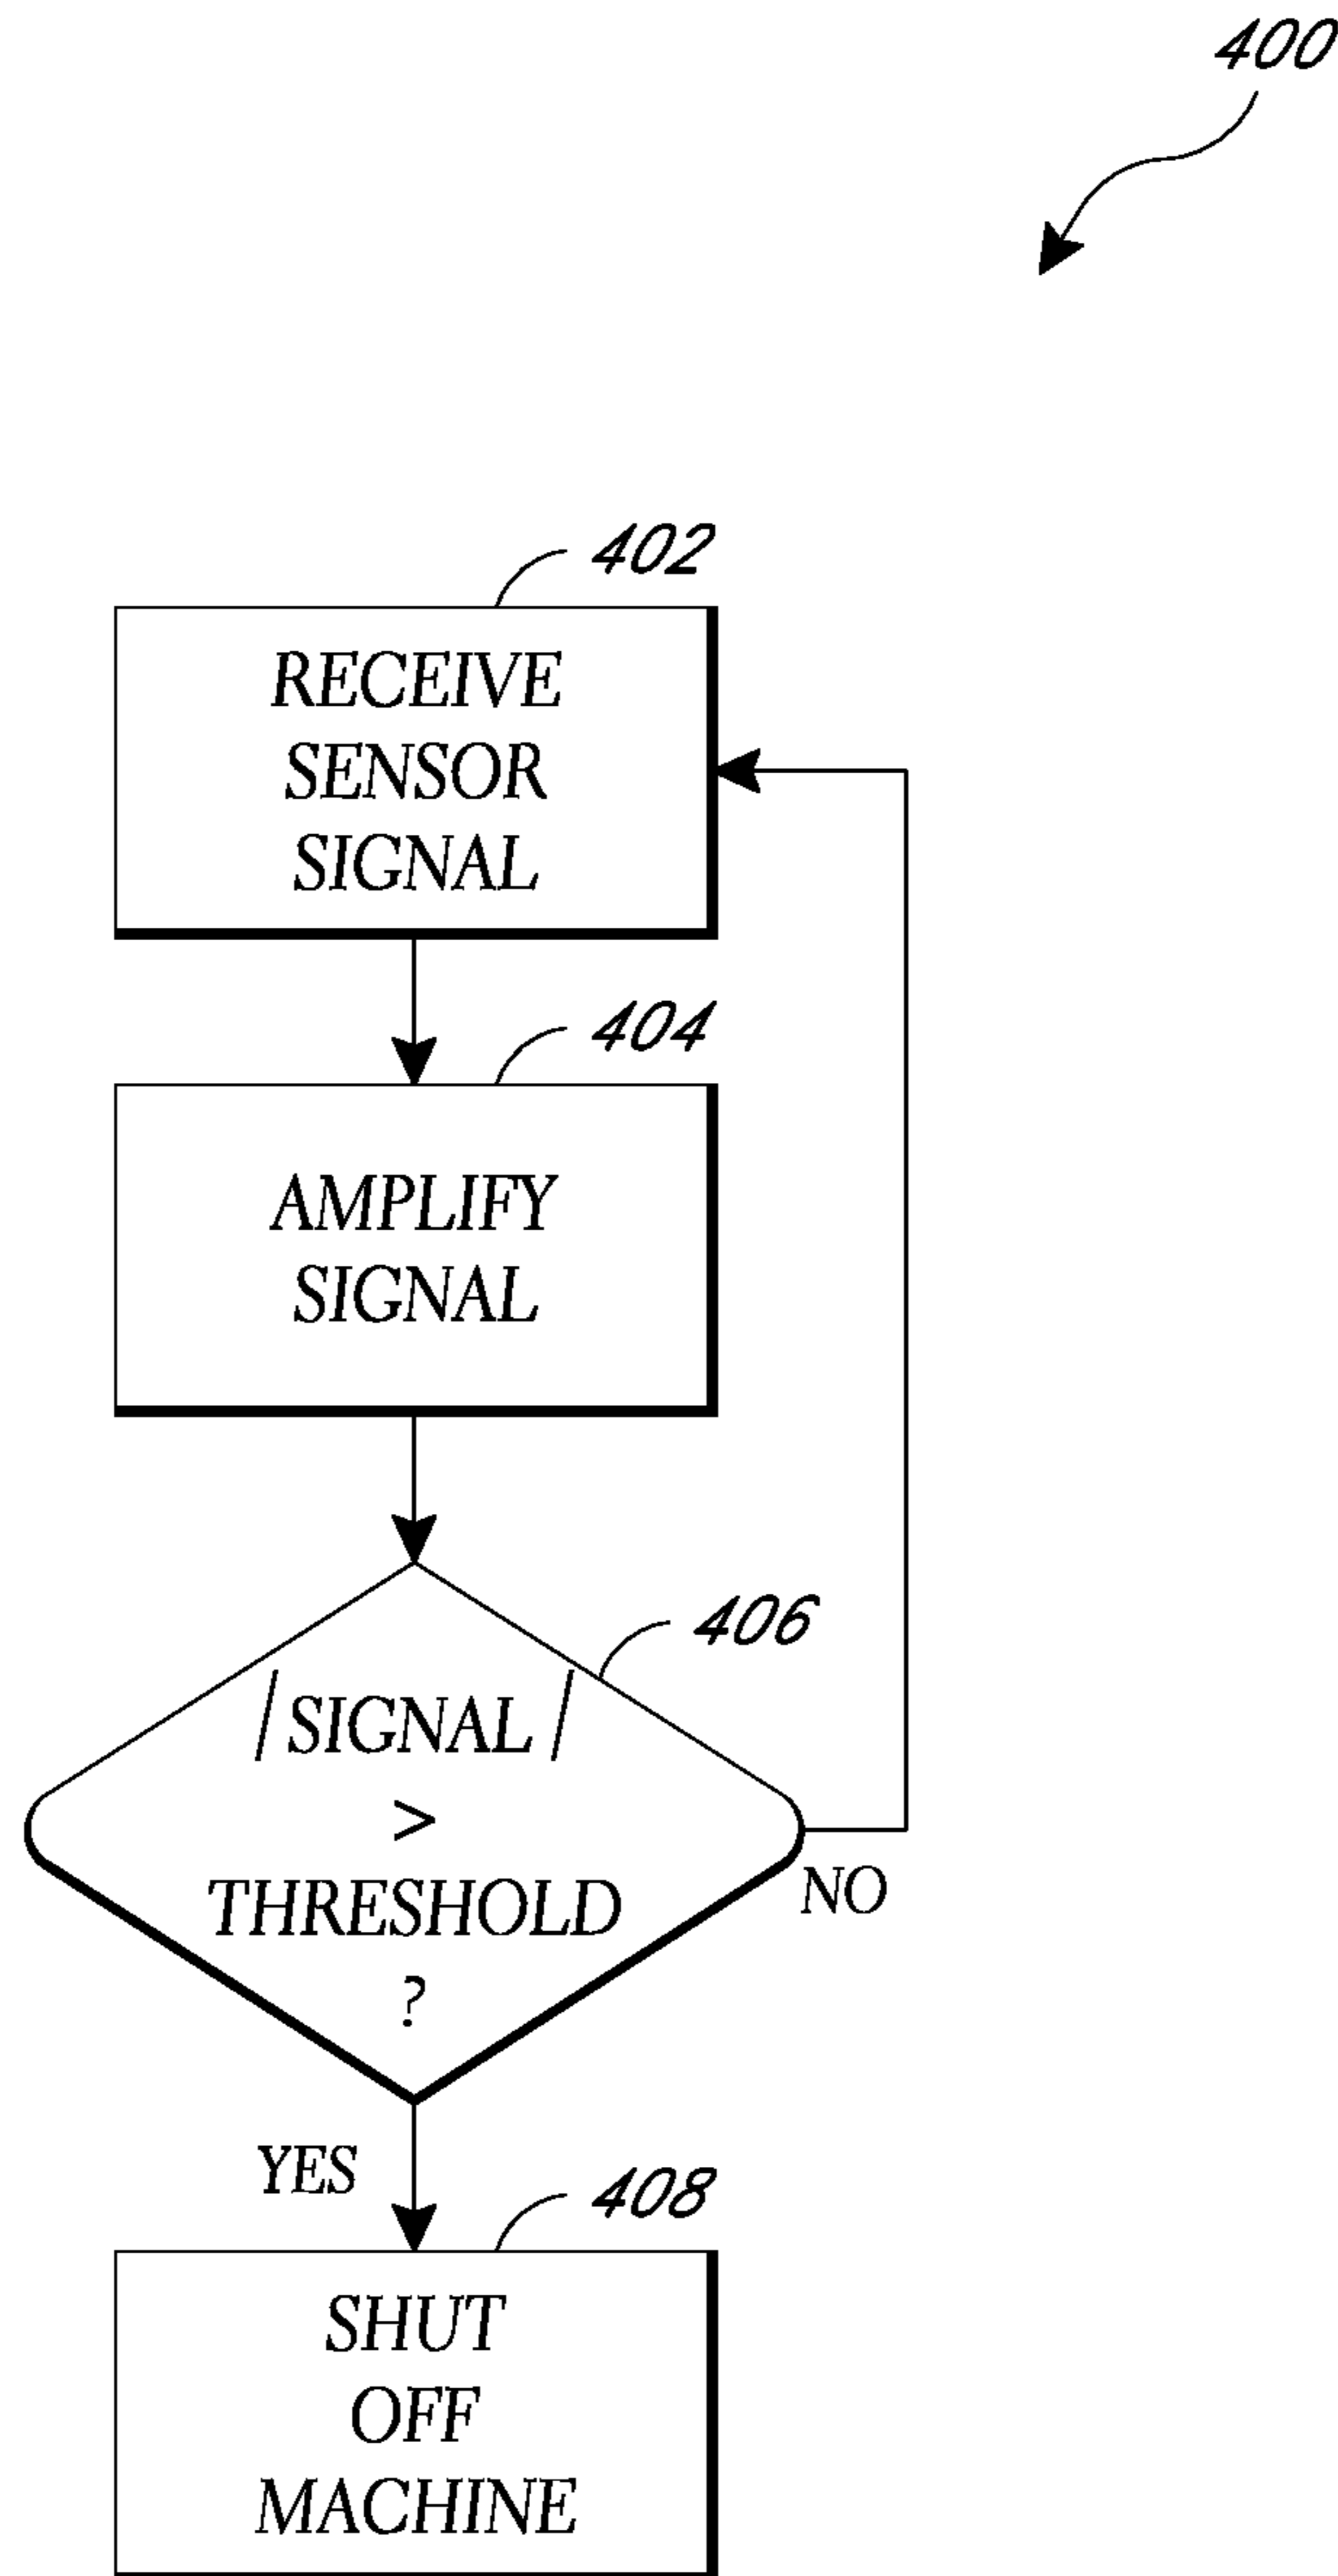 400
402
RECEIVE
SENSOR
SIGNAL
404
AMPLIFY
SIGNAL
406
/SIGNAL/
>
THRESHOLD
?
NO
YES
408
SHUT
OFF
MACHINE